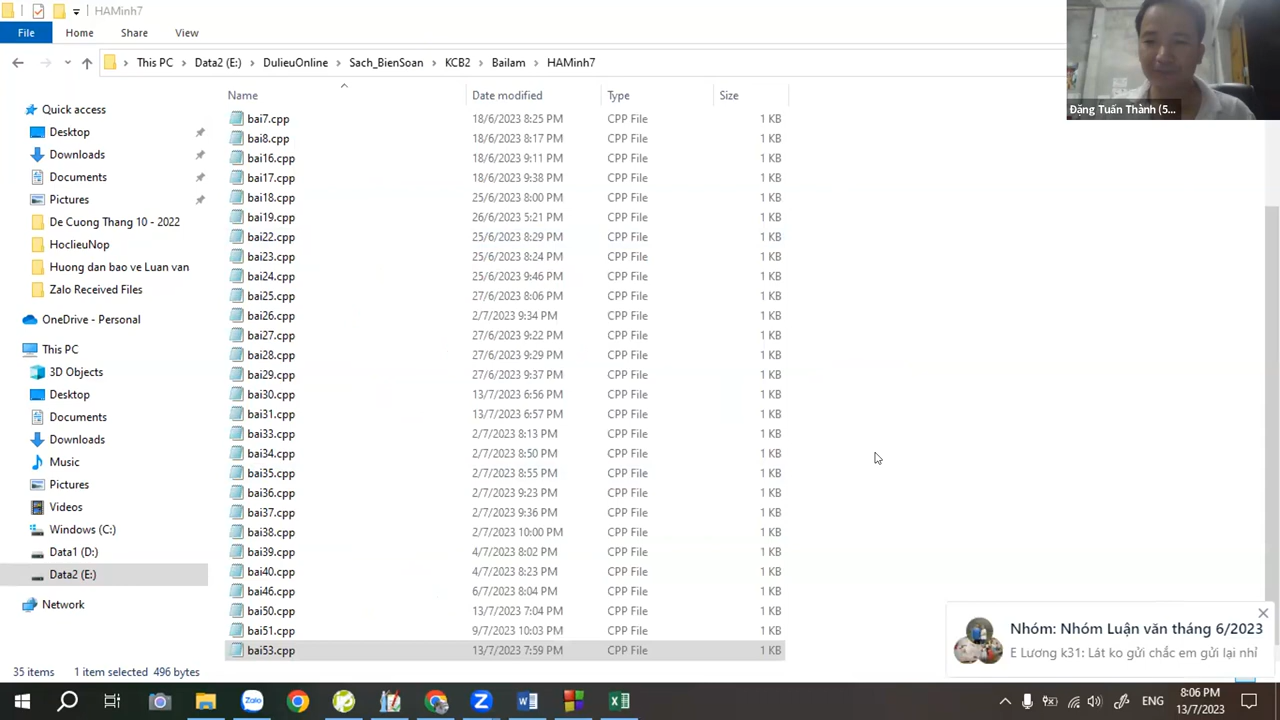 HAMinh7
File Home Share View
This PC Data2 (E:) DulieuOnline Sach_BienSoan KCB2 Bailam HAMinh7
Đặng Tuấn Thành (5...
Name Date modified Type Size
Quick access
Desktop
Downloads
Documents
Pictures
De Cuong Thang 10 - 2022
HoclieuNop
Huong dan bao ve Luan van
Zalo Received Files
OneDrive - Personal
This PC
3D Objects
Desktop
Documents
Downloads
Music
Pictures
Videos
Windows (C:)
Data1 (D:)
Data2 (E:)
Network
bai7.cpp 18/6/2023 8:25 PM CPP File 1 KB
bai8.cpp 18/6/2023 8:17 PM CPP File 1 KB
bai16.cpp 18/6/2023 9:11 PM CPP File 1 KB
bai17.cpp 18/6/2023 9:38 PM CPP File 1 KB
bai18.cpp 25/6/2023 8:00 PM CPP File 1 KB
bai19.cpp 26/6/2023 5:21 PM CPP File 1 KB
bai22.cpp 25/6/2023 8:29 PM CPP File 1 KB
bai23.cpp 25/6/2023 8:24 PM CPP File 1 KB
bai24.cpp 25/6/2023 9:46 PM CPP File 1 KB
bai25.cpp 27/6/2023 8:06 PM CPP File 1 KB
bai26.cpp 2/7/2023 9:34 PM CPP File 1 KB
bai27.cpp 27/6/2023 9:22 PM CPP File 1 KB
bai28.cpp 27/6/2023 9:29 PM CPP File 1 KB
bai29.cpp 27/6/2023 9:37 PM CPP File 1 KB
bai30.cpp 13/7/2023 6:56 PM CPP File 1 KB
bai31.cpp 13/7/2023 6:57 PM CPP File 1 KB
bai33.cpp 2/7/2023 8:13 PM CPP File 1 KB
bai34.cpp 2/7/2023 8:50 PM CPP File 1 KB
bai35.cpp 2/7/2023 8:55 PM CPP File 1 KB
bai36.cpp 2/7/2023 9:23 PM CPP File 1 KB
bai37.cpp 2/7/2023 9:36 PM CPP File 1 KB
bai38.cpp 2/7/2023 10:00 PM CPP File 1 KB
bai39.cpp 4/7/2023 8:02 PM CPP File 1 KB
bai40.cpp 4/7/2023 8:23 PM CPP File 1 KB
bai46.cpp 6/7/2023 8:04 PM CPP File 1 KB
bai50.cpp 13/7/2023 7:04 PM CPP File 1 KB
bai51.cpp 9/7/2023 10:03 PM CPP File 1 KB
bai53.cpp 13/7/2023 7:59 PM CPP File 1 KB
Nhóm: Nhóm Luận văn tháng 6/2023
E Lương k31: Lát ko gửi chắc em gửi lại nhỉ
35 items 1 item selected 496 bytes
Zalo
ENG
8:06 PM
13/7/2023